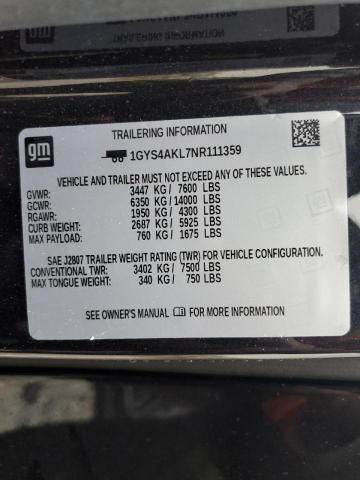 gm
TRAILERING INFORMATION
1GYS4AKL7NR111359
VEHICLE AND TRAILER MUST NOT EXCEED ANY OF THESE VALUES
GVWR: 3447 KG / 7600 LBS
GCWR: 6350 KG / 14000 LBS
RGAWR: 1950 KG / 4300 LBS
CURB WEIGHT: 2687 KG / 5925 LBS
MAX PAYLOAD: 760 KG / 1675 LBS
SAE J2807 TRAILER WEIGHT RATING (TWR) FOR VEHICLE CONFIGURATION.
CONVENTIONAL TWR: 3402 KG / 7500 LBS
MAX TONGUE WEIGHT: 340 KG / 750 LBS
SEE OWNER'S MANUAL FOR MORE INFORMATION